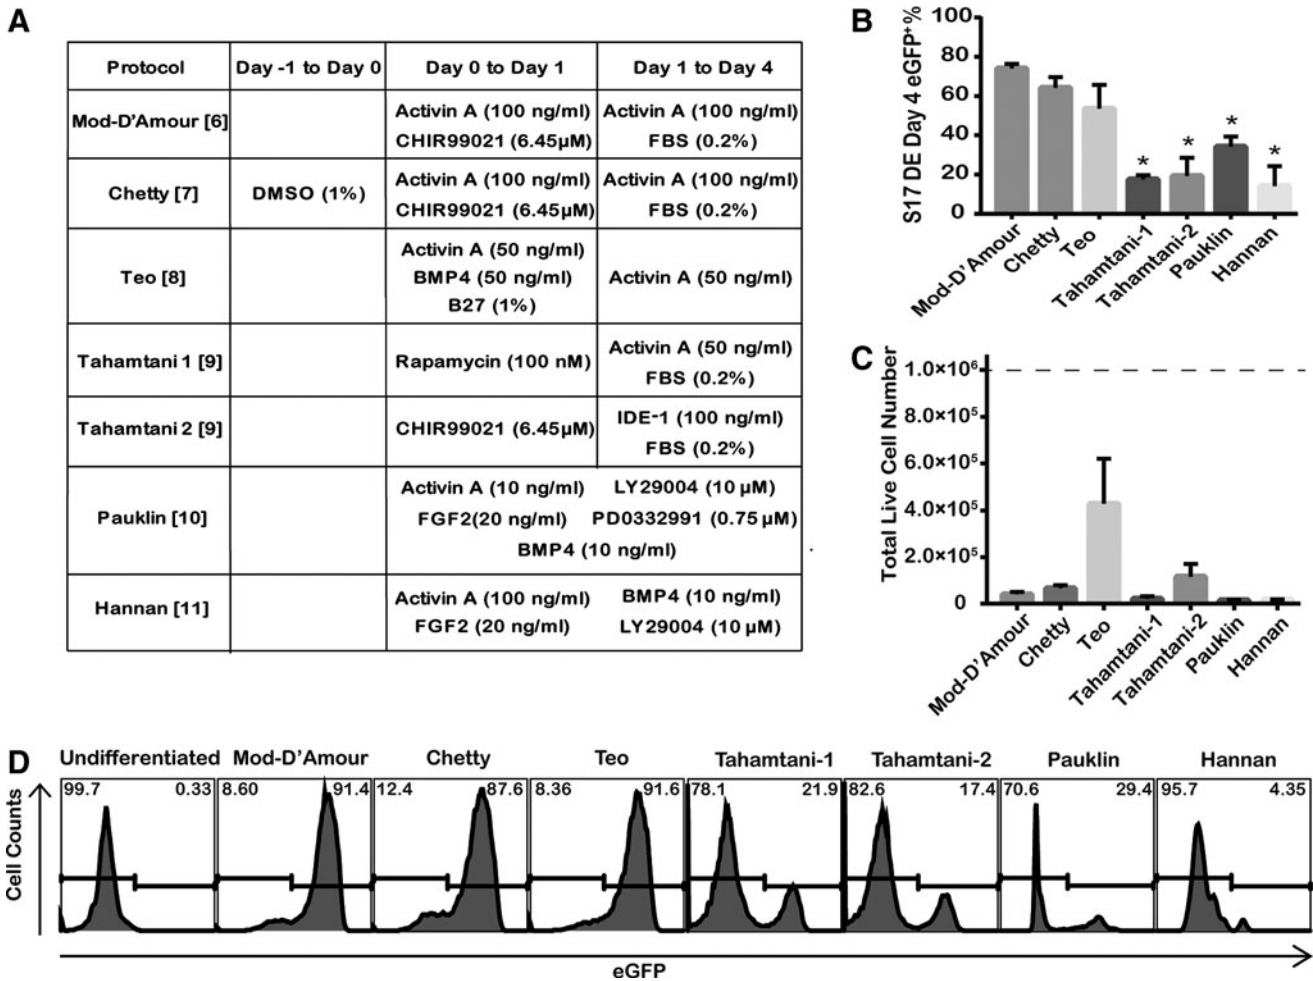 A
Protocol Day -1 to Day 0 Day 0 to Day 1 Day 1 to Day 4
Mod-D'Amour [6]
Activin A (100 ng/ml) Activin A (100 ng/ml)
CHIR99021 (6.45µM) FBS (0.2%)
Chetty [7] DMSO (1%)
Activin A (100 ng/ml) Activin A (100 ng/ml)
CHIR99021 (6.45µM) FBS (0.2%)
Teo [8]
Activin A (50 ng/ml)
BMP4 (50 ng/ml)
B27 (1%)
Activin A (50 ng/ml)
Tahamtani 1 [9]
Rapamycin (100 nM)
Activin A (50 ng/ml)
FBS (0.2%)
Tahamtani 2 [9]
CHIR99021 (6.45µM)
IDE-1 (100 ng/ml)
FBS (0.2%)
Pauklin [10]
Activin A (10 ng/ml) LY29004 (10 µM)
FGF2(20 ng/ml) PD0332991 (0.75 µM)
BMP4 (10 ng/ml)
Hannan [11]
Activin A (100 ng/ml) BMP4 (10 ng/ml)
FGF2 (20 ng/ml) LY29004 (10 µM)
B
S17 DE Day 4 eGFP⁺%
80
60
40
20
0
* * * *
Mod-D'Amour
Chetty
Teo
Tahamtani-1
Tahamtani-2
Pauklin
Hannan
C
Total Live Cell Number
1.0×10⁶
8.0×10⁵
6.0×10⁵
4.0×10⁵
2.0×10⁵
0
Mod-D'Amour
Chetty
Teo
Tahamtani-1
Tahamtani-2
Pauklin
Hannan
D
Undifferentiated Mod-D'Amour Chetty Teo Tahamtani-1 Tahamtani-2 Pauklin Hannan
99.7 0.33 8.60 91.4 12.4 87.6 8.36 91.6 78.1 21.9 82.6 17.4 70.6 29.4 95.7 4.35
Cell Counts
eGFP